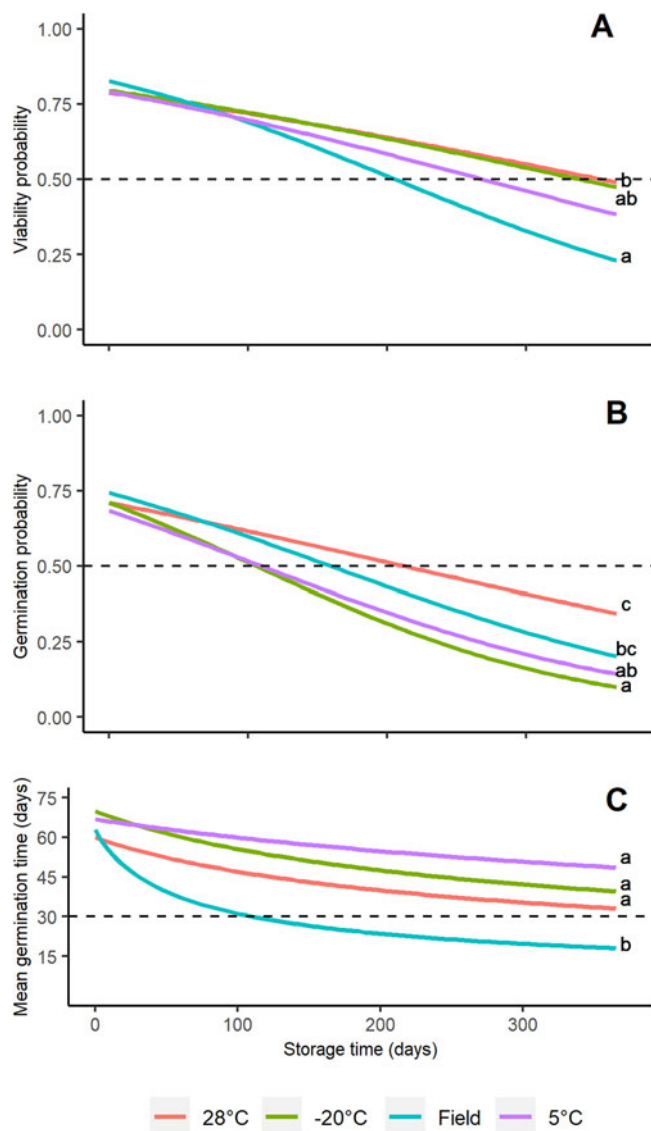 A
1.00
0.75
0.50
0.25
0.00
Viability probability
b
ab
a
B
1.00
0.75
0.50
0.25
0.00
Germination probability
c
bc
ab
a
C
75
60
45
30
15
Mean germination time (days)
a
a
a
b
0 100 200 300
Storage time (days)
28°C -20°C Field 5°C